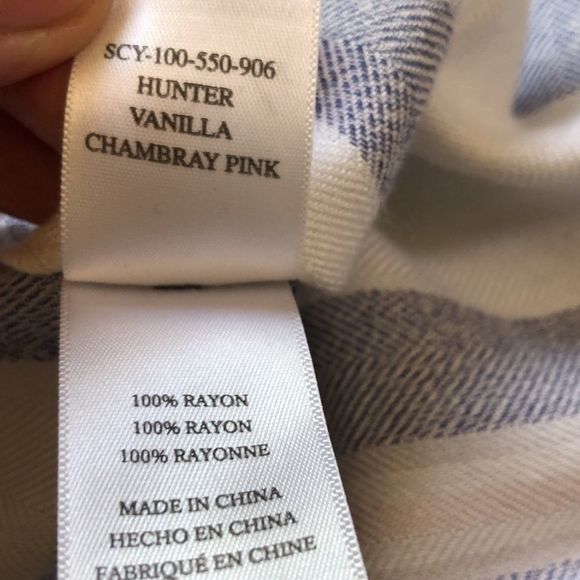 SCY-100-550-906
HUNTER
VANILLA
CHAMBRAY PINK
100% RAYON
100% RAYON
100% RAYONNE
MADE IN CHINA
HECHO EN CHINA
FABRIQUÉ EN CHINE